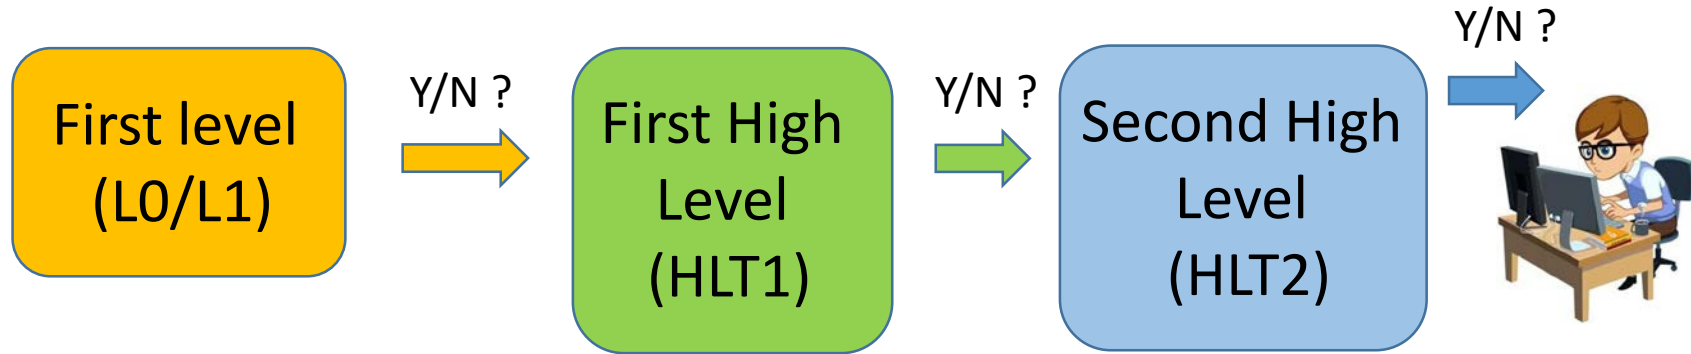 First level
(L0/L1)
Y/N ?
First High
Level
(HLT1)
Y/N ?
Second High
Level
(HLT2)
Y/N ?